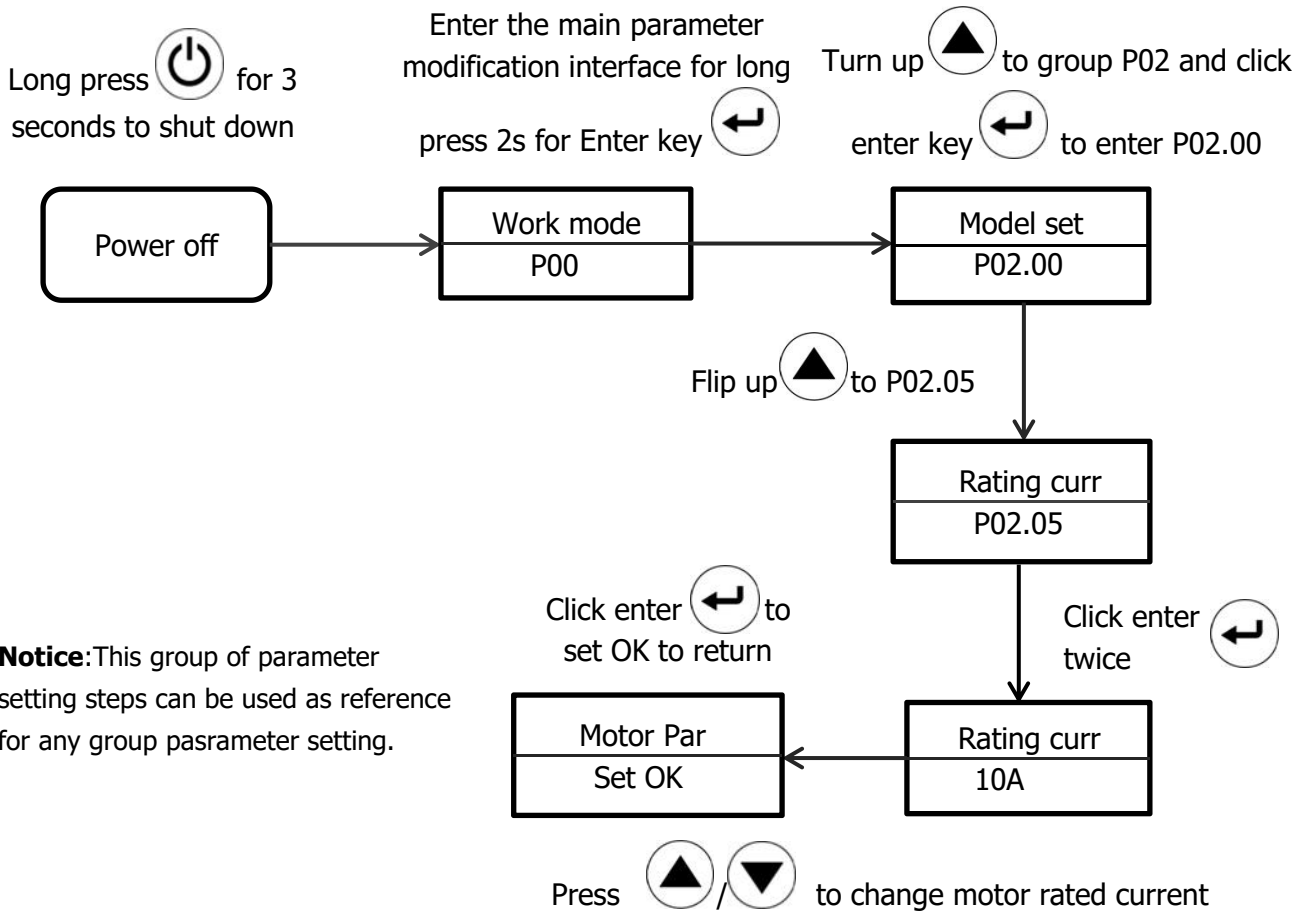 Long press for 3
seconds to shut down
Enter the main parameter
modification interface for long
press 2s for Enter key
Turn up to group P02 and click
enter key to enter P02.00
Power off
Work mode
P00
Model set
P02.00
Flip up to P02.05
Rating curr
P02.05
Click enter to
set OK to return
Click enter
twice
Notice:This group of parameter
setting steps can be used as reference
for any group pasrameter setting.
Motor Par
Set OK
Rating curr
10A
Press / to change motor rated current